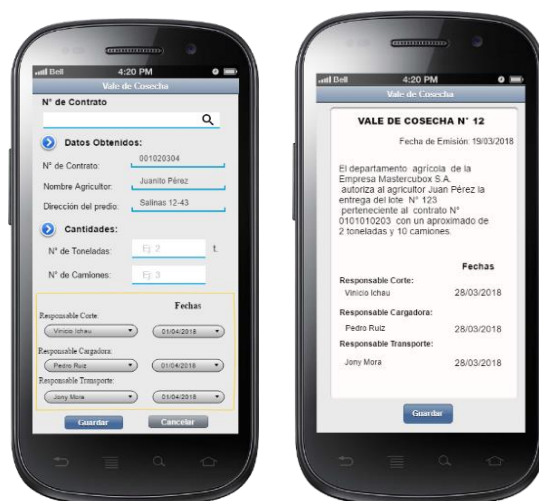 Bell 4:20 PM
Vale de Cosecha
N° de Contrato
Datos Obtenidos:
N° de Contrato: 001020304
Nombre Agricultor: Juanito Pérez
Dirección del predio: Salinas 12-43
Cantidades:
N° de Toneladas: Ej: 2 t.
N° de Camiones: Ej: 3
Fechas
Responsable Corte:
Vinicio Ichau 01/04/2018
Responsable Cargadora:
Pedro Ruiz 01/04/2018
Responsable Transporte:
Jony Mora 01/04/2018
Guardar Cancelar
Bell 4:20 PM
Vale de Cosecha
VALE DE COSECHA N° 12
Fecha de Emisión: 19/03/2018
El departamento agrícola de la
Empresa Mastercubox S.A.
autoriza al agricultor Juan Pérez la
entrega del lote N° 123
perteneciente al contrato N°
0101010203 con un aproximado de
2 toneladas y 10 camiones.
Fechas
Responsable Corte:
Vinicio Ichau 28/03/2018
Responsable Cargadora:
Pedro Ruiz 28/03/2018
Responsable Transporte:
Jony Mora 28/03/2018
Guardar